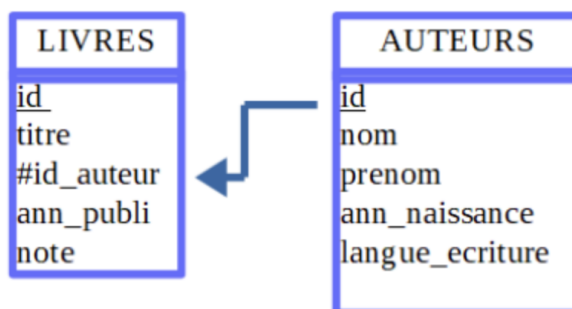 LIVRES
id
titre
#id_auteur
ann_publi
note
AUTEURS
id
nom
prenom
ann_naissance
langue_ecriture